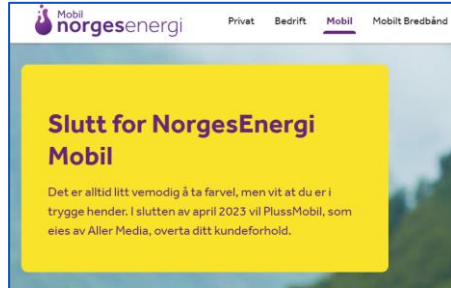 Mobil
norgesenergi
Privat Bedrift Mobil Mobilt Bredbånd
Slutt for NorgesEnergi
Mobil
Det er alltid litt vemodig å ta farvel, men vit at du er i
trygge hender. I slutten av april 2023 vil PlussMobil, som
eies av Aller Media, overta ditt kundeforhold.